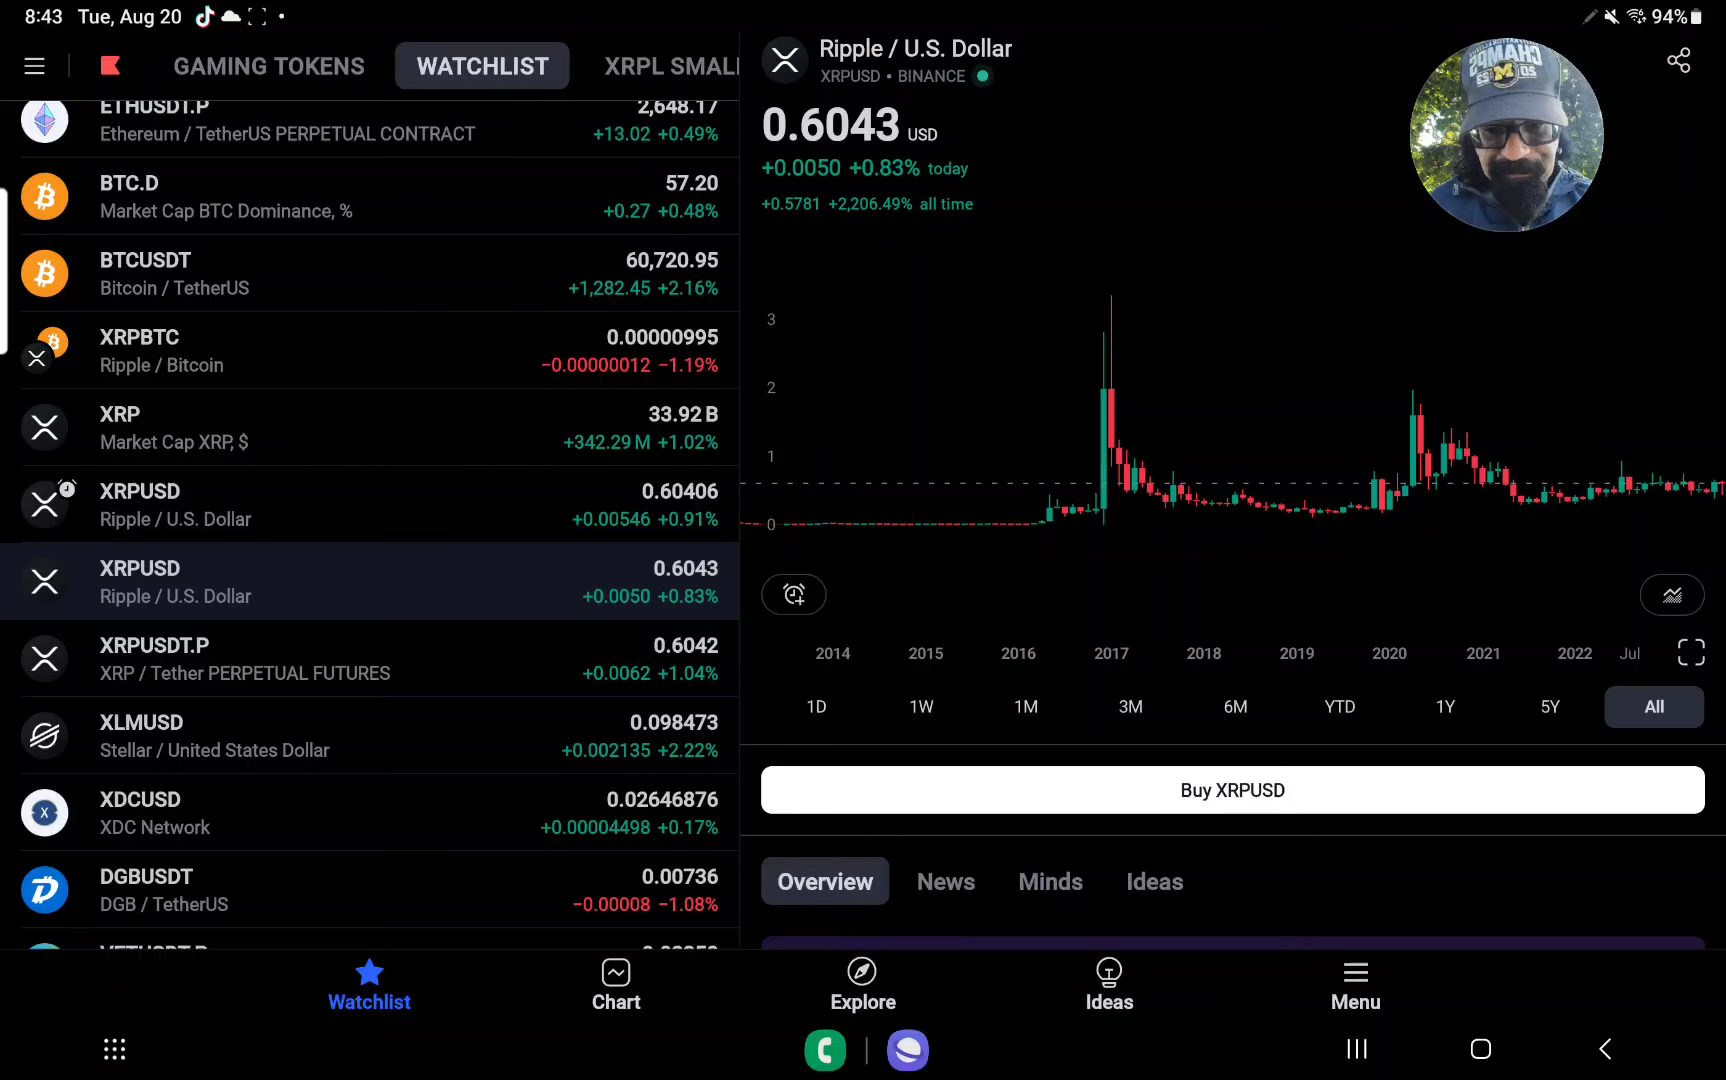 8:43 Tue, Aug 20 94%
GAMING TOKENS WATCHLIST XRPL SMAL
ETHUSDT.P 2,648.17
Ethereum / TetherUS PERPETUAL CONTRACT +13.02 +0.49%
BTC.D 57.20
Market Cap BTC Dominance, % +0.27 +0.48%
BTCUSDT 60,720.95
Bitcoin / TetherUS +1,282.45 +2.16%
XRPBTC 0.00000995
Ripple / Bitcoin −0.00000012 −1.19%
XRP 33.92 B
Market Cap XRP, $ +342.29 M +1.02%
XRPUSD 0.60406
Ripple / U.S. Dollar +0.00546 +0.91%
XRPUSD 0.6043
Ripple / U.S. Dollar +0.0050 +0.83%
XRPUSDT.P 0.6042
XRP / Tether PERPETUAL FUTURES +0.0062 +1.04%
XLMUSD 0.098473
Stellar / United States Dollar +0.002135 +2.22%
XDCUSD 0.02646876
XDC Network +0.00004498 +0.17%
DGBUSDT 0.00736
DGB / TetherUS −0.00008 −1.08%
Ripple / U.S. Dollar
XRPUSD • BINANCE
0.6043 USD
+0.0050 +0.83% today
+0.5781 +2,206.49% all time
3
2
1
0
2014 2015 2016 2017 2018 2019 2020 2021 2022 Jul
1D 1W 1M 3M 6M YTD 1Y 5Y All
Buy XRPUSD
Overview News Minds Ideas
Watchlist Chart Explore Ideas Menu